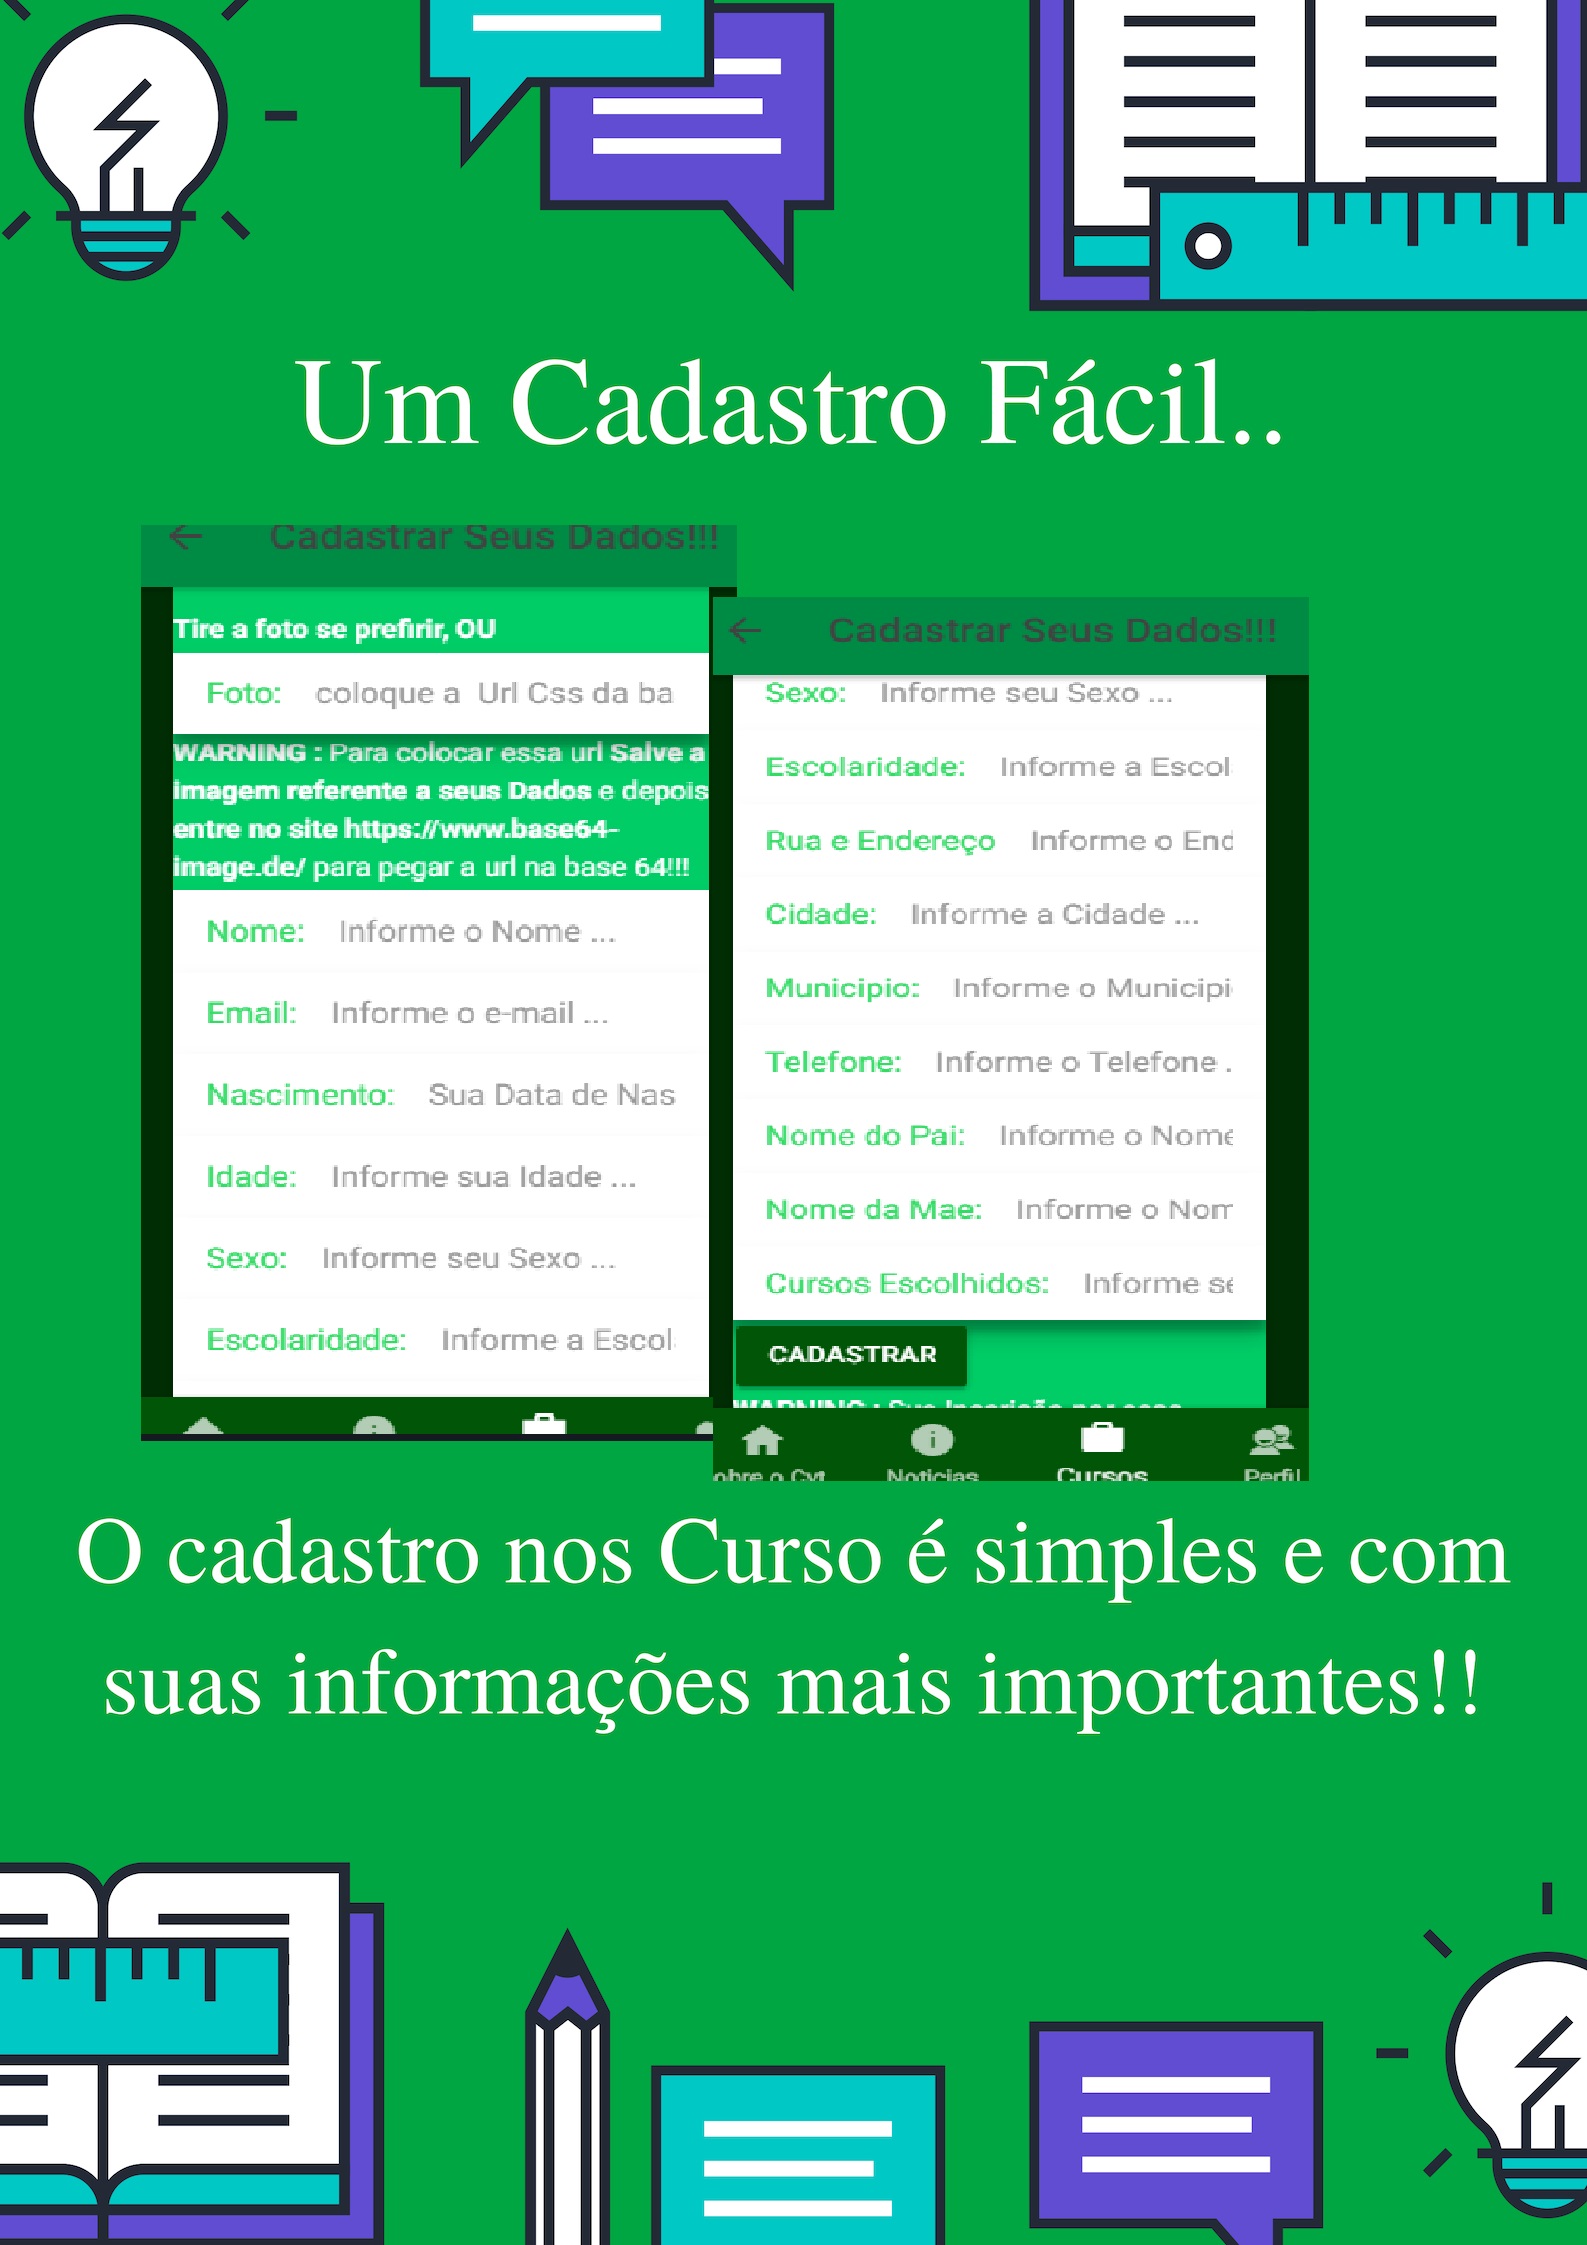 Um Cadastro Fácil..
Cadastrar Seus Dados!!!
Tire a foto se prefirir, OU
Foto: coloque a Url Css da ba
WARNING : Para colocar essa url Salve a
imagem referente a seus Dados e depois
entre no site https://www.base64-
image.de/ para pegar a url na base 64!!!
Nome: Informe o Nome ...
Email: Informe o e-mail ...
Nascimento: Sua Data de Nas
Idade: Informe sua Idade ...
Sexo: Informe seu Sexo ...
Escolaridade: Informe a Escol
Cadastrar Seus Dados!!!
Sexo: Informe seu Sexo ...
Escolaridade: Informe a Escol
Rua e Endereço Informe o End
Cidade: Informe a Cidade ...
Municipio: Informe o Municipi
Telefone: Informe o Telefone .
Nome do Pai: Informe o Nome
Nome da Mae: Informe o Nom
Cursos Escolhidos: Informe se
CADASTRAR
WARNING : Sua Inscrição por esse
obre o Cvt Noticias Cursos Perfil
O cadastro nos Curso é simples e com
suas informações mais importantes!!